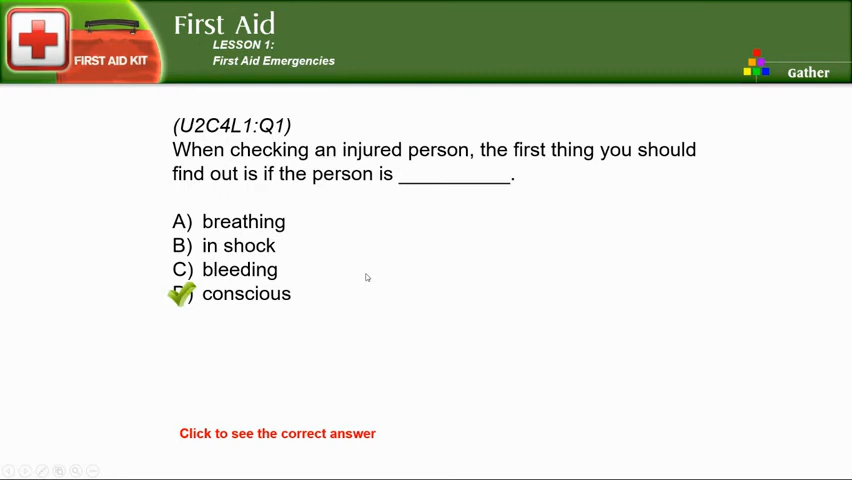 First Aid
LESSON 1:
First Aid Emergencies
FIRST AID KIT
Gather
(U2C4L1:Q1)
When checking an injured person, the first thing you should
find out is if the person is __________.
A) breathing
B) in shock
C) bleeding
D) conscious
Click to see the correct answer